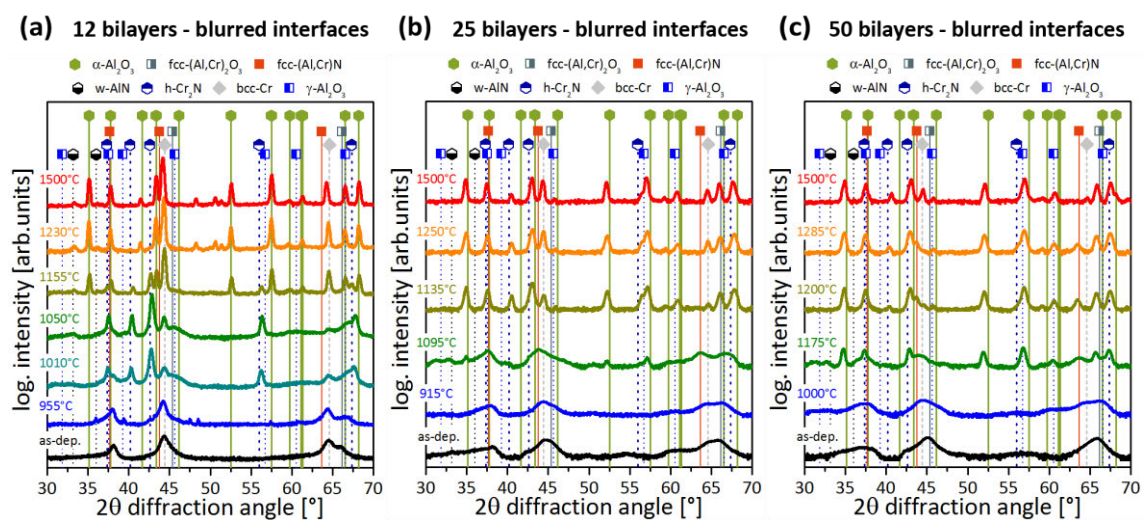 (a) 12 bilayers - blurred interfaces
α-Al₂O₃ fcc-(Al,Cr)₂O₃ fcc-(Al,Cr)N
w-AlN h-Cr₂N bcc-Cr γ-Al₂O₃
log. intensity [arb.units]
1500°C
1230°C
1155°C
1050°C
1010°C
955°C
as-dep.
30 35 40 45 50 55 60 65 70
2θ diffraction angle [°]
(b) 25 bilayers - blurred interfaces
α-Al₂O₃ fcc-(Al,Cr)₂O₃ fcc-(Al,Cr)N
w-AlN h-Cr₂N bcc-Cr γ-Al₂O₃
log. intensity [arb.units]
1500°C
1250°C
1135°C
1095°C
915°C
as-dep.
30 35 40 45 50 55 60 65 70
2θ diffraction angle [°]
(c) 50 bilayers - blurred interfaces
α-Al₂O₃ fcc-(Al,Cr)₂O₃ fcc-(Al,Cr)N
w-AlN h-Cr₂N bcc-Cr γ-Al₂O₃
log. intensity [arb.units]
1500°C
1285°C
1200°C
1175°C
1000°C
as-dep.
30 35 40 45 50 55 60 65 70
2θ diffraction angle [°]